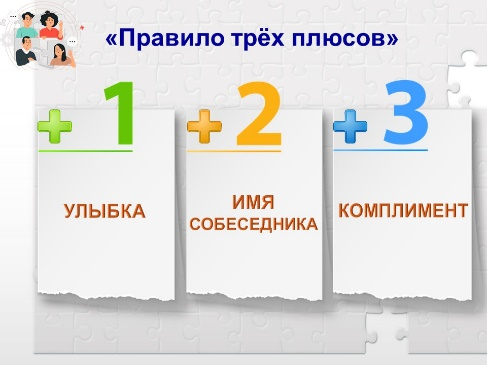 «Правило трёх плюсов»
+1
+2
+3
УЛЫБКА
ИМЯ
СОБЕСЕДНИКА
КОМПЛИМЕНТ